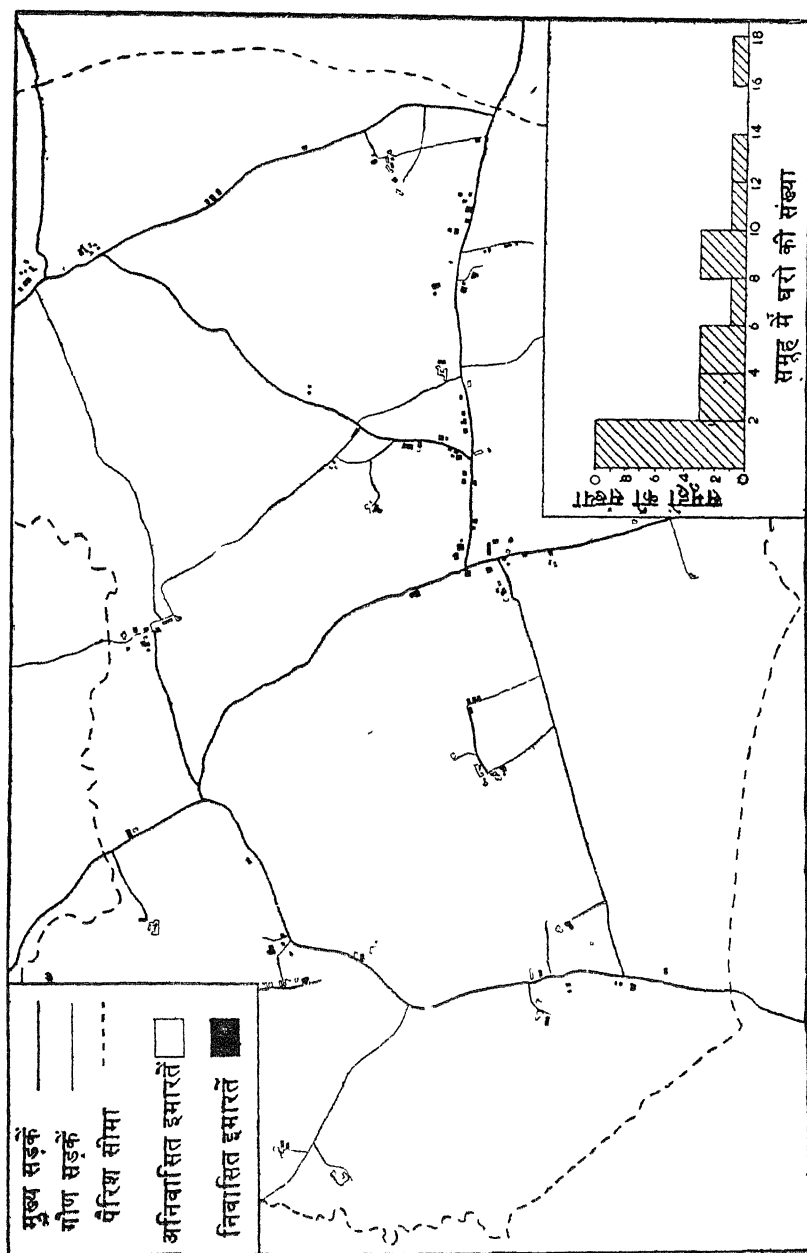 मुख्य सड़कें
गौण सड़कें
पैरिश सीमा
अनिवासित इमारतें
निवासित इमारतें
समूहों की संख्या
10
8
6
4
2
0
2
4
6
8
10
12
14
16
18
समूह में घरो की संख्या